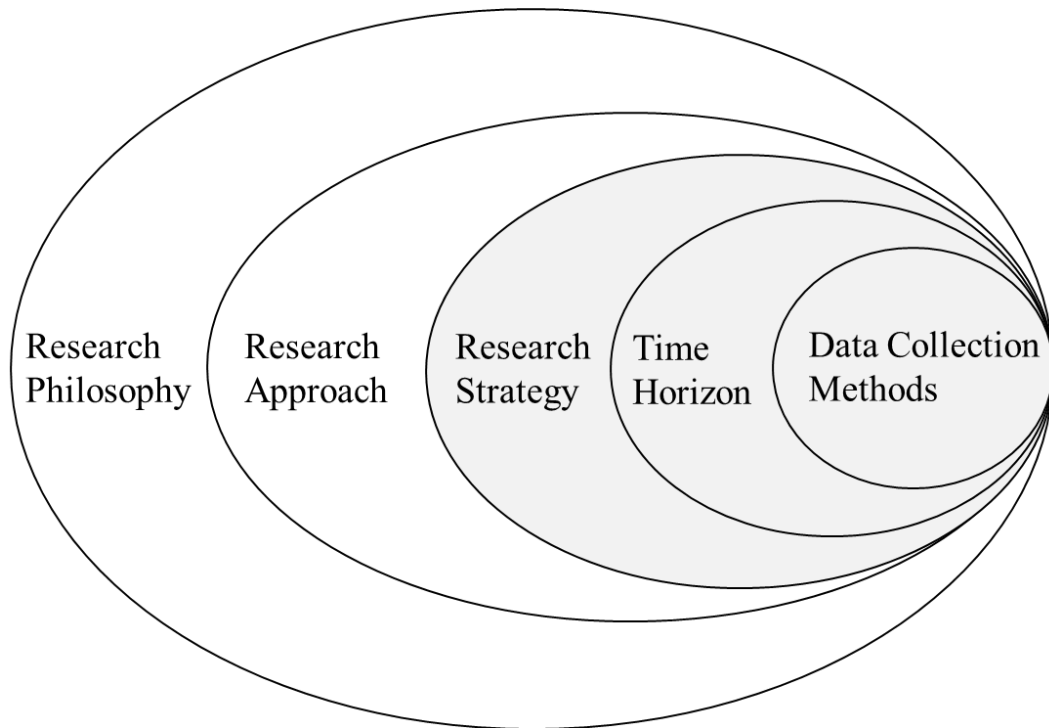 Research
Philosophy
Research
Approach
Research
Strategy
Time
Horizon
Data Collection
Methods